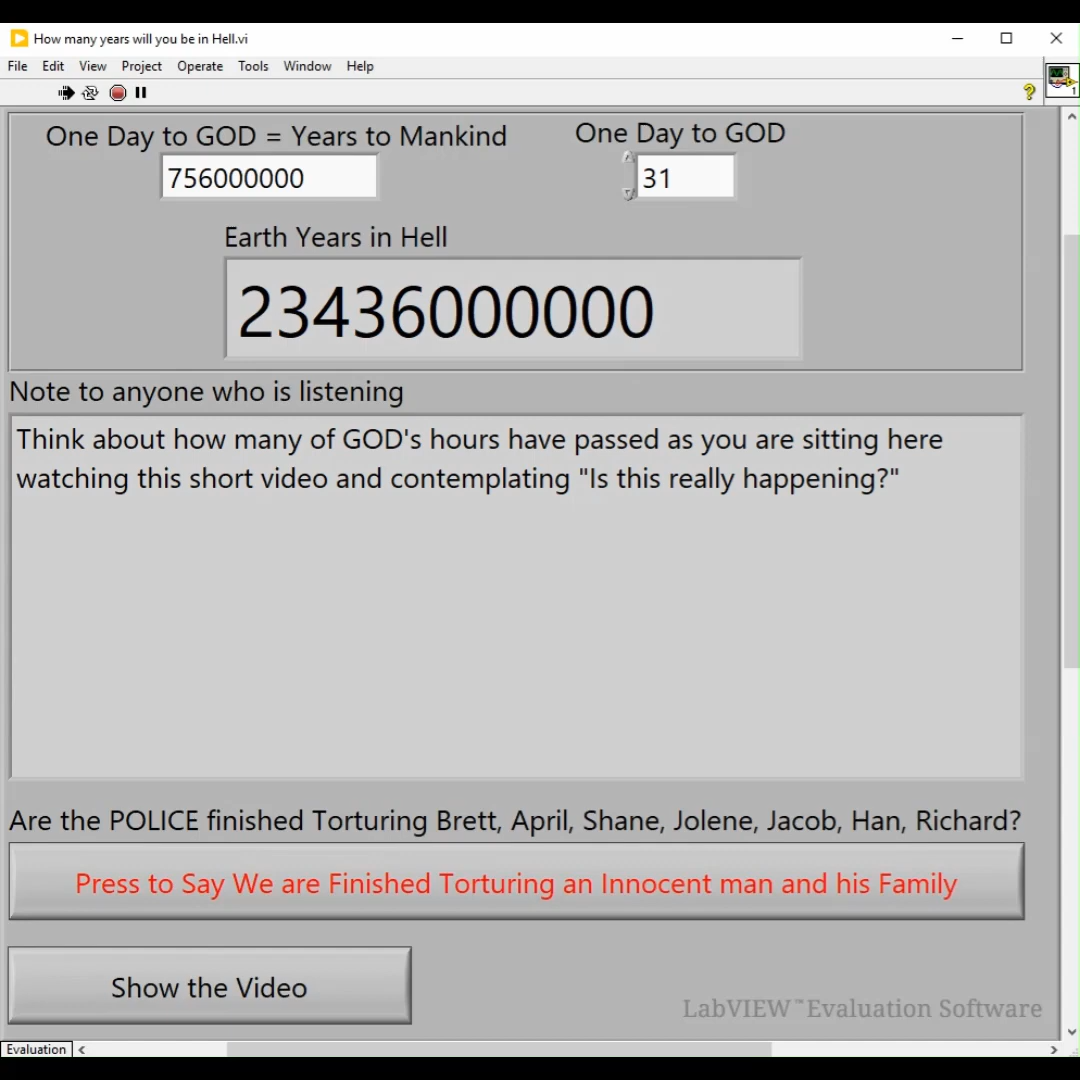 How many years will you be in Hell.vi
File Edit View Project Operate Tools Window Help
One Day to GOD = Years to Mankind
One Day to GOD
756000000
31
Earth Years in Hell
23436000000
Note to anyone who is listening
Think about how many of GOD's hours have passed as you are sitting here
watching this short video and contemplating "Is this really happening?"
Are the POLICE finished Torturing Brett, April, Shane, Jolene, Jacob, Han, Richard?
Press to Say We are Finished Torturing an Innocent man and his Family
Show the Video
LabVIEW™ Evaluation Software
Evaluation